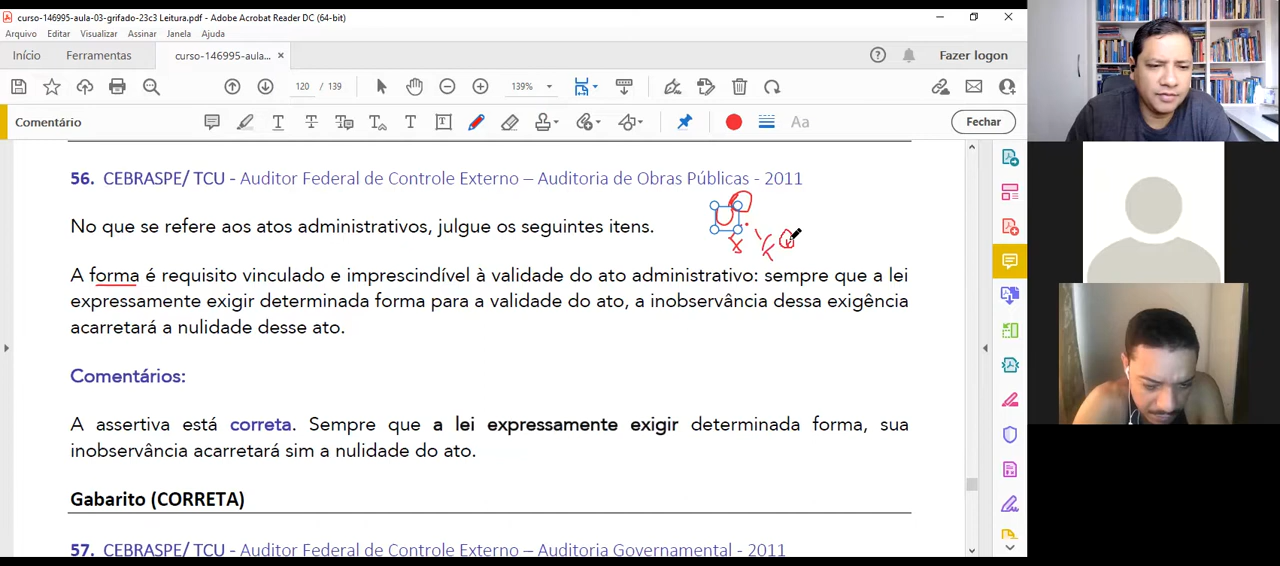 curso-146995-aula-03-grifado-23c3 Leitura.pdf - Adobe Acrobat Reader DC (64-bit)
Arquivo Editar Visualizar Assinar Janela Ajuda
Início Ferramentas curso-146995-aula... × Fazer logon
120 / 139 139%
Comentário Aa Fechar
56. CEBRASPE/ TCU - Auditor Federal de Controle Externo – Auditoria de Obras Públicas - 2011
No que se refere aos atos administrativos, julgue os seguintes itens.
A forma é requisito vinculado e imprescindível à validade do ato administrativo: sempre que a lei
expressamente exigir determinada forma para a validade do ato, a inobservância dessa exigência
acarretará a nulidade desse ato.
Comentários:
A assertiva está correta. Sempre que a lei expressamente exigir determinada forma, sua
inobservância acarretará sim a nulidade do ato.
Gabarito (CORRETA)
57. CEBRASPE/ TCU - Auditor Federal de Controle Externo – Auditoria Governamental - 2011